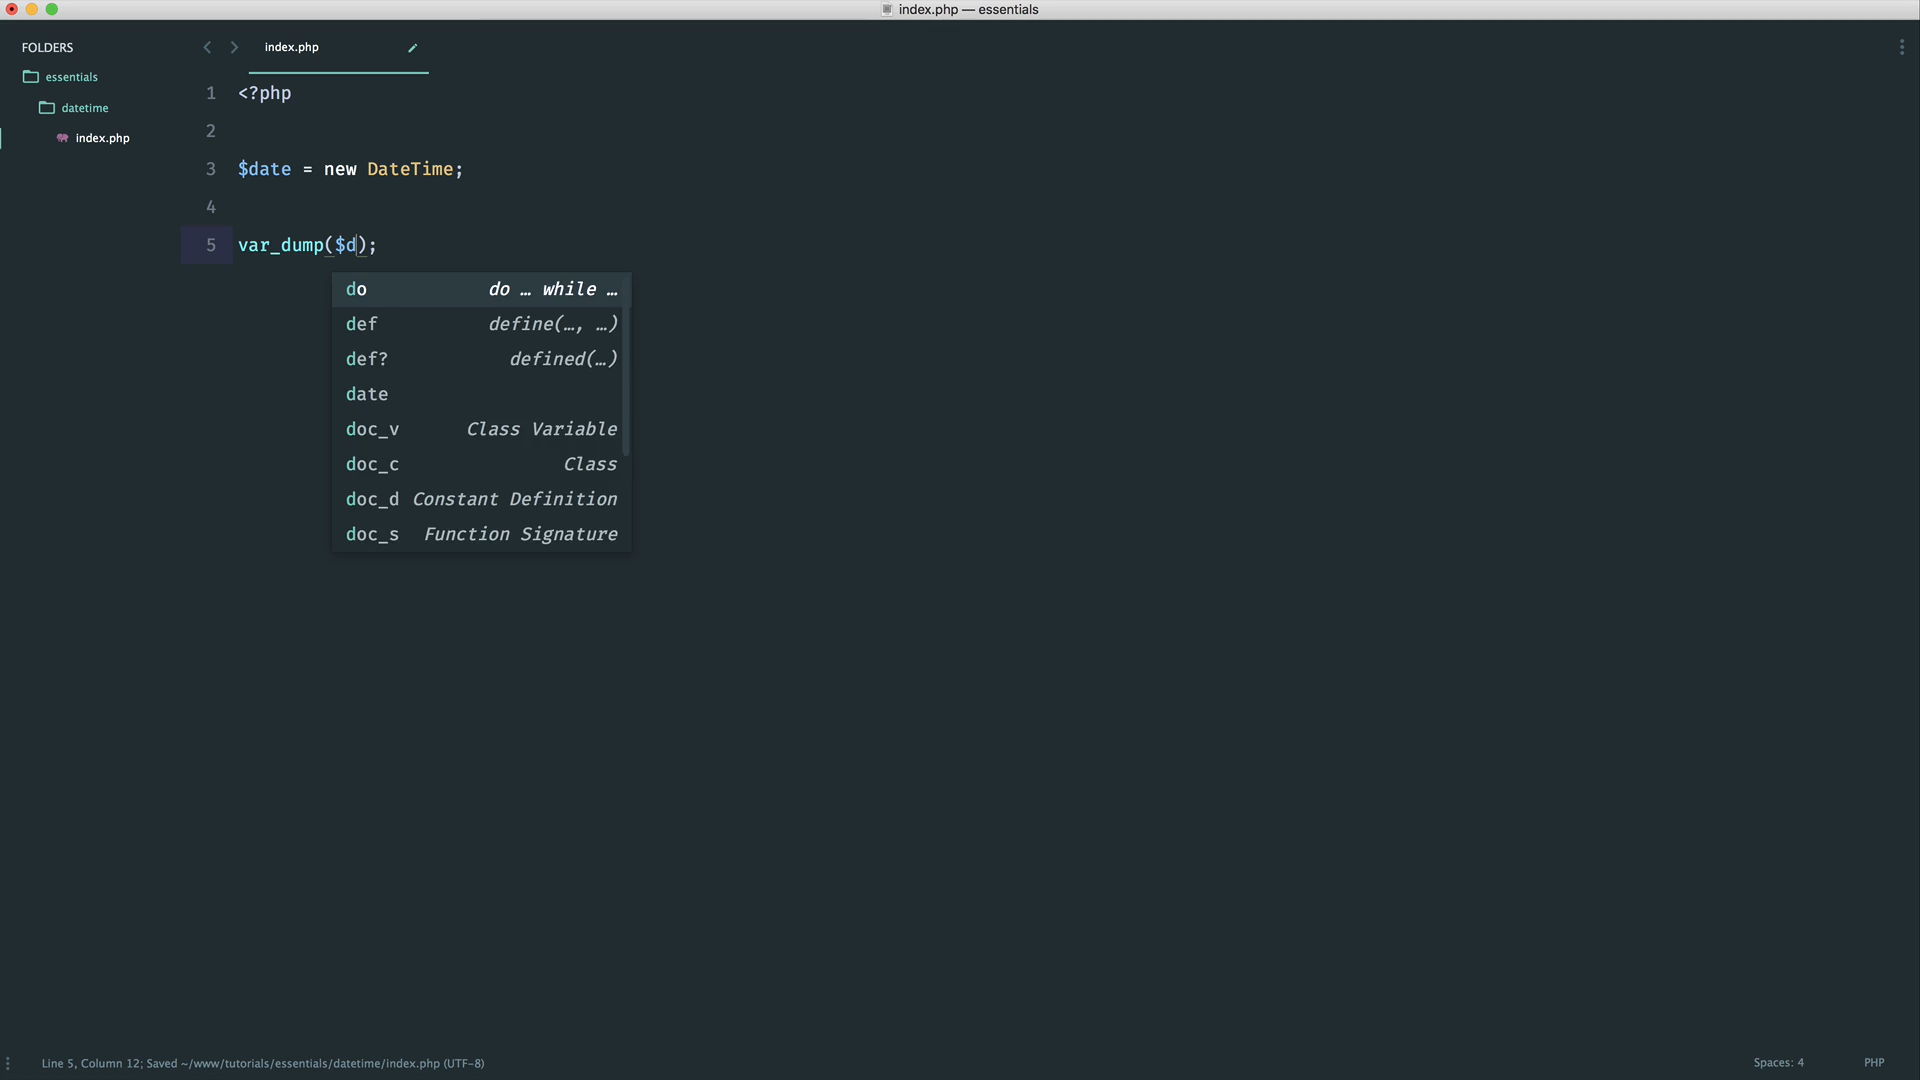 index.php — essentials
FOLDERS
essentials
datetime
index.php
index.php
1 <?php
2
3 $date = new DateTime;
4
5 var_dump($d);
do do … while …
def define(…, …)
def? defined(…)
date
doc_v Class Variable
doc_c Class
doc_d Constant Definition
doc_s Function Signature
Line 5, Column 12; Saved ~/www/tutorials/essentials/datetime/index.php (UTF-8)
Spaces: 4
PHP